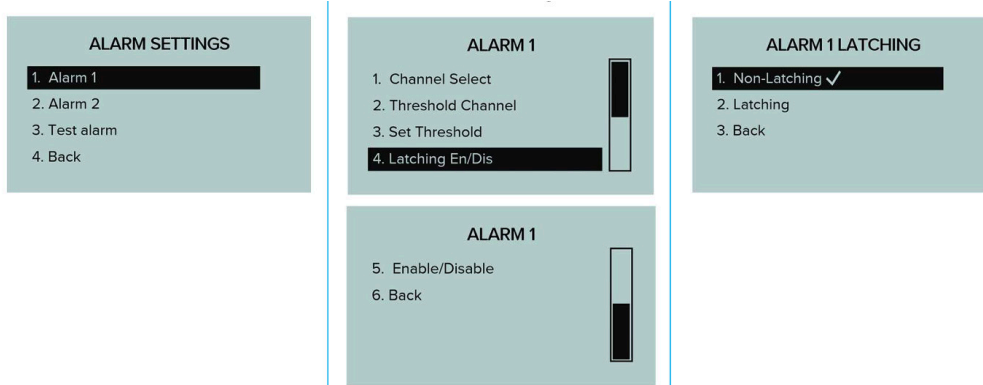 ALARM SETTINGS
1. Alarm 1
2. Alarm 2
3. Test alarm
4. Back
ALARM 1
1. Channel Select
2. Threshold Channel
3. Set Threshold
4. Latching En/Dis
ALARM 1
5. Enable/Disable
6. Back
ALARM 1 LATCHING
1. Non-Latching ✓
2. Latching
3. Back